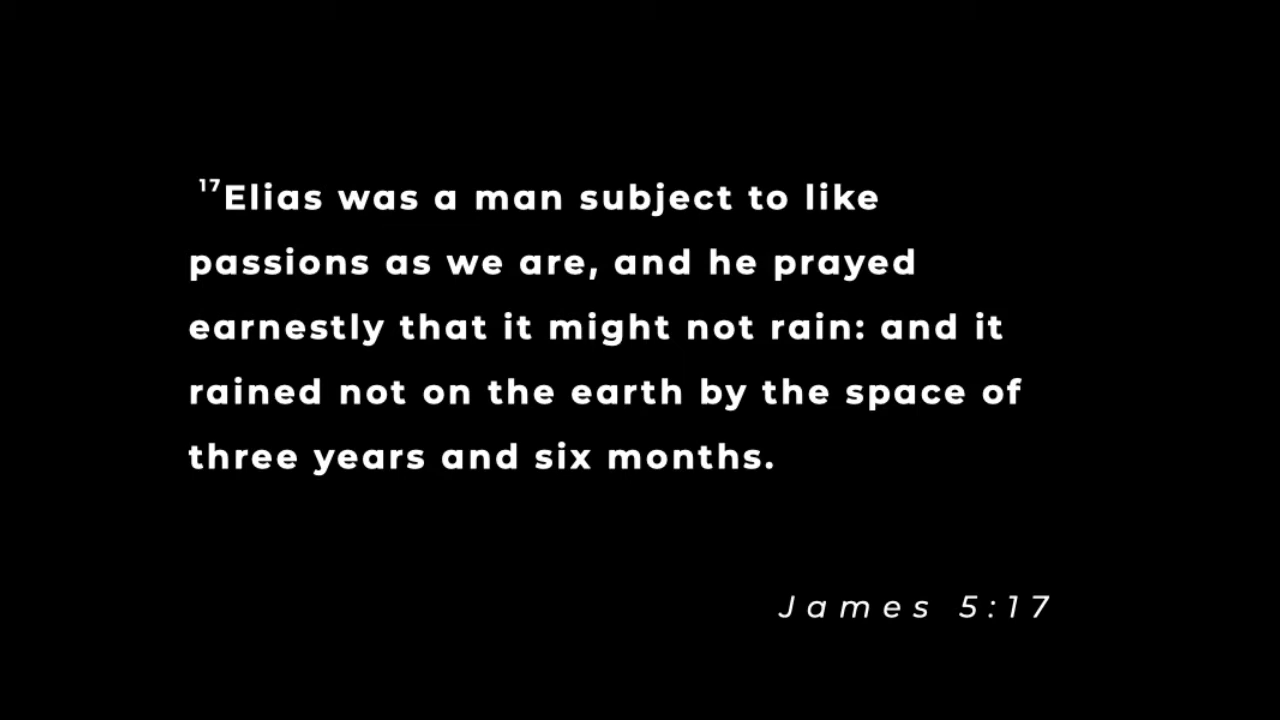 ¹⁷Elias was a man subject to like
passions as we are, and he prayed
earnestly that it might not rain: and it
rained not on the earth by the space of
three years and six months.
James 5:17